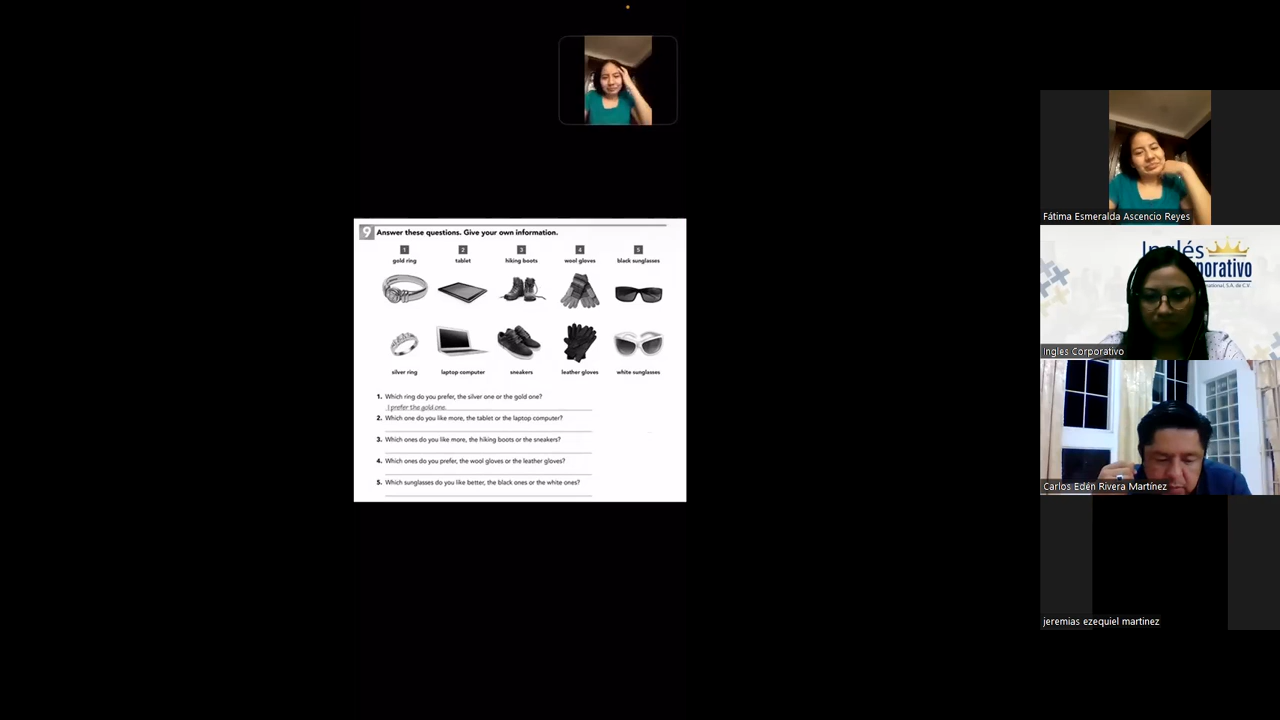 9 Answer these questions. Give your own information.
1 2 3 4 5
gold ring tablet hiking boots wool gloves black sunglasses
silver ring laptop computer sneakers leather gloves white sunglasses
1. Which ring do you prefer, the silver one or the gold one?
I prefer the gold one.
2. Which one do you like more, the tablet or the laptop computer?
3. Which ones do you like more, the hiking boots or the sneakers?
4. Which ones do you prefer, the wool gloves or the leather gloves?
5. Which sunglasses do you like better, the black ones or the white ones?
Fátima Esmeralda Ascencio Reyes
Inglés
S.A. de C.V.
Ingles Corporativo
Carlos Edén Rivera Martínez
jeremias ezequiel martinez